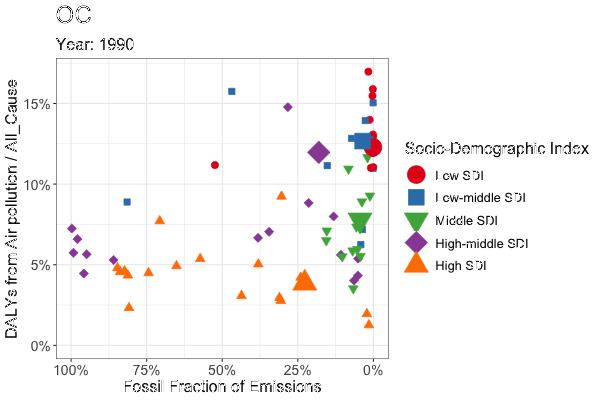 OC
Year: 1990
DALYs from Air pollution / All_Cause
15%
10%
5%
0%
100%
75%
50%
25%
0%
Fossil Fraction of Emissions
Socio-Demographic Index
Low SDI
Low-middle SDI
Middle SDI
High-middle SDI
High SDI